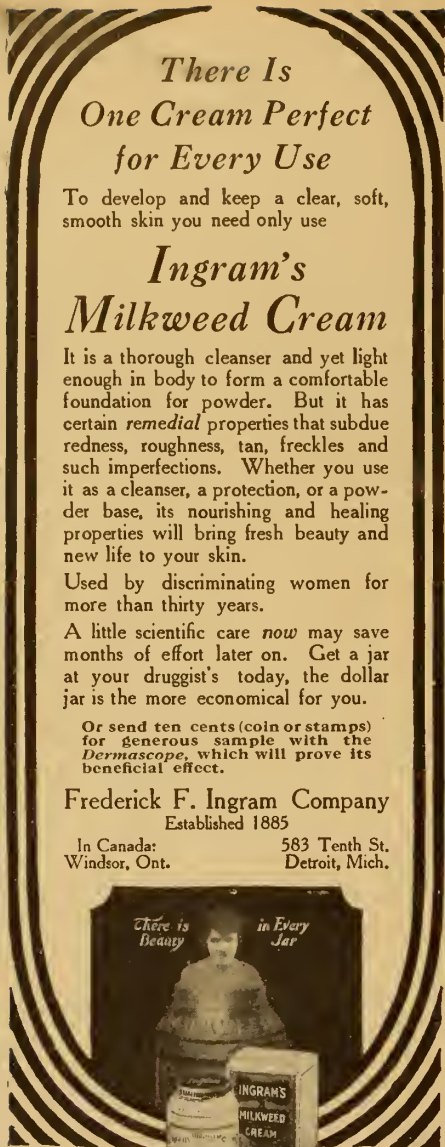 There Is
One Cream Perfect
for Every Use
To develop and keep a clear, soft,
smooth skin you need only use
Ingram's
Milkweed Cream
It is a thorough cleanser and yet light
enough in body to form a comfortable
foundation for powder. But it has
certain remedial properties that subdue
redness, roughness, tan, freckles and
such imperfections. Whether you use
it as a cleanser, a protection, or a pow-
der base, its nourishing and healing
properties will bring fresh beauty and
new life to your skin.
Used by discriminating women for
more than thirty years.
A little scientific care now may save
months of effort later on. Get a jar
at your druggist's today, the dollar
jar is the more economical for you.
Or send ten cents (coin or stamps)
for generous sample with the
Dermascope, which will prove its
beneficial effect.
Frederick F. Ingram Company
Established 1885
In Canada: 583 Tenth St.
Windsor, Ont. Detroit, Mich.
There is in Every
Beauty Jar
INGRAM'S
MILKWEED
CREAM